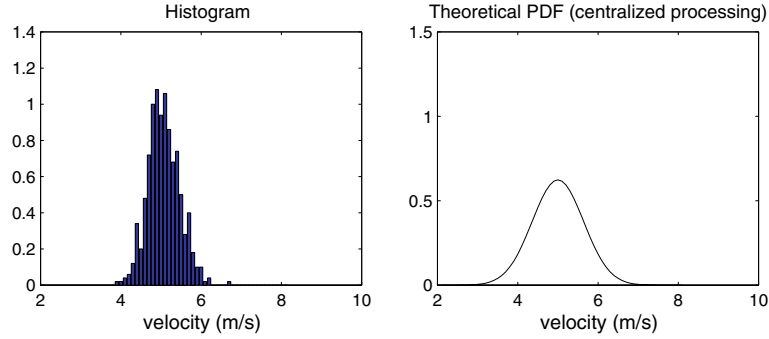 Histogram
1.4
1.2
1
0.8
0.6
0.4
0.2
0
2 4 6 8 10
velocity (m/s)
Theoretical PDF (centralized processing)
1.5
1
0.5
0
2 4 6 8 10
velocity (m/s)